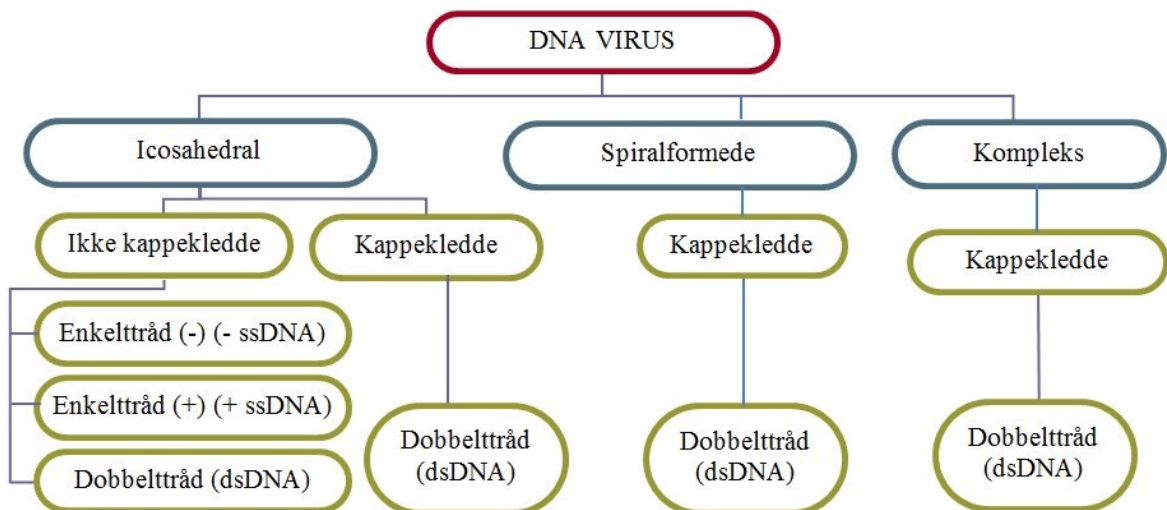 DNA VIRUS
Icosahedral
Spiralformede
Kompleks
Ikke kappekledde
Kappekledde
Kappekledde
Kappekledde
Enkelttråd (-) (- ssDNA)
Enkelttråd (+) (+ ssDNA)
Dobbelttråd (dsDNA)
Dobbelttråd
(dsDNA)
Dobbelttråd
(dsDNA)
Dobbelttråd
(dsDNA)